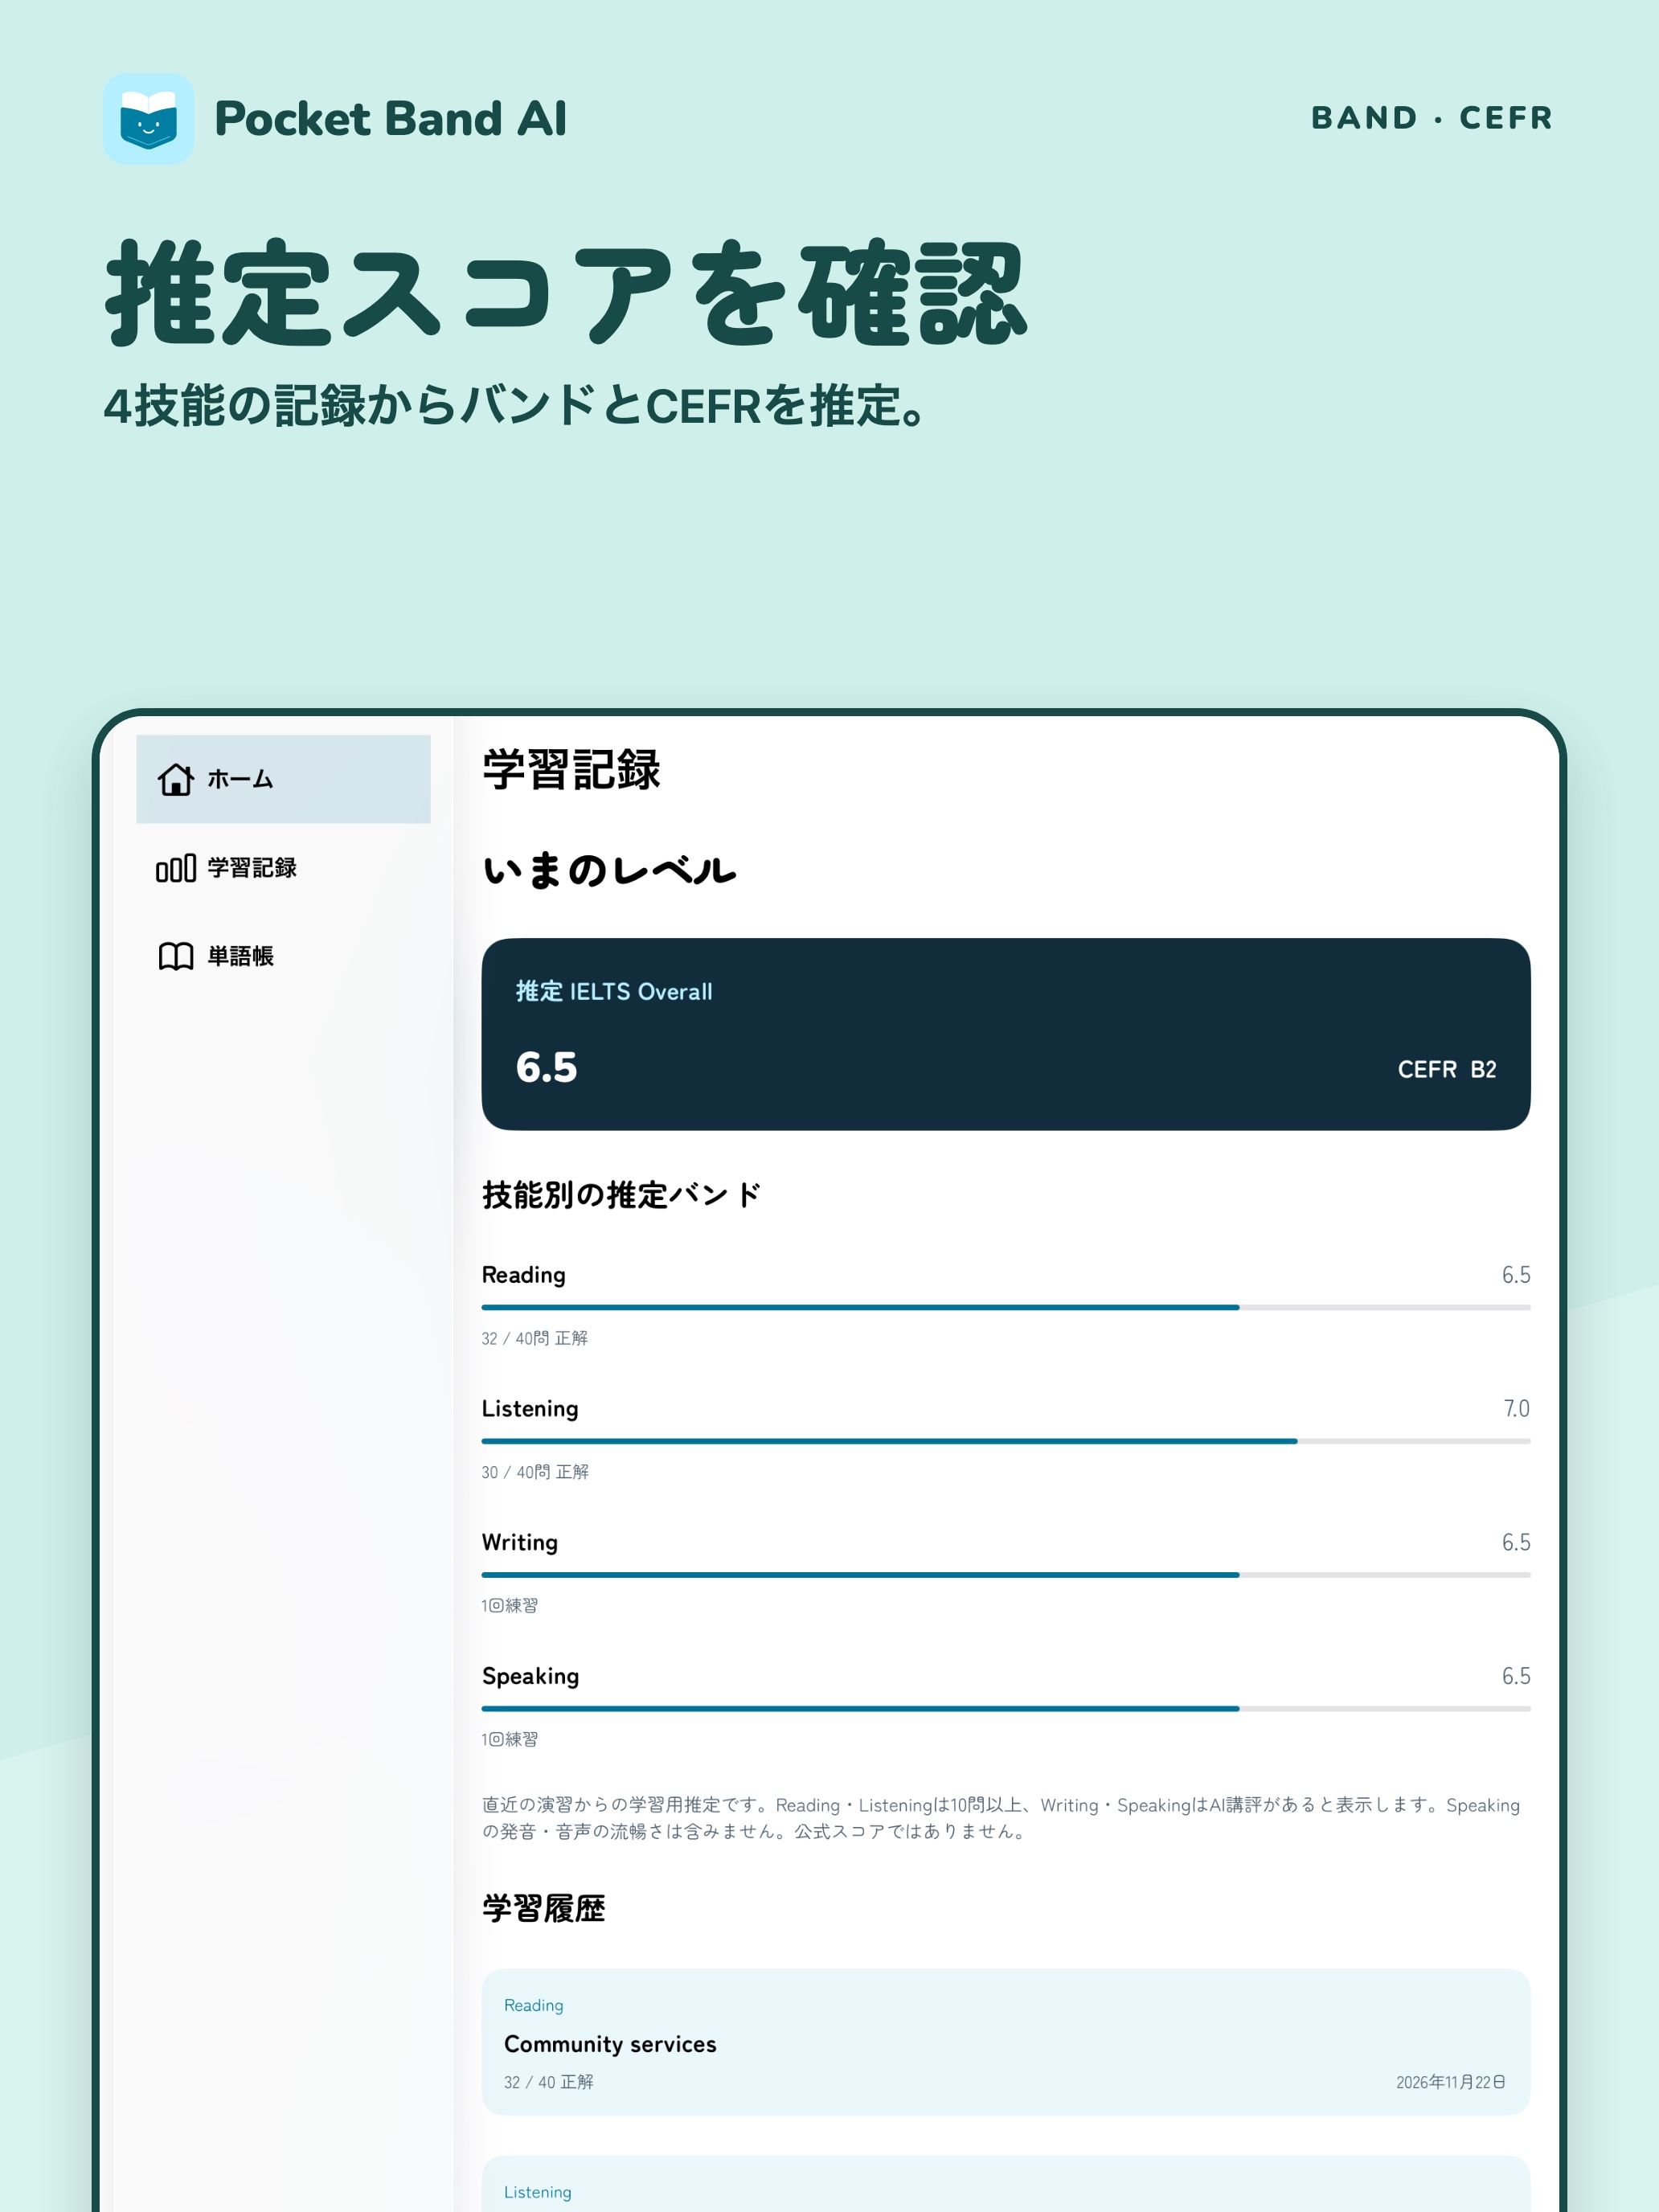 Pocket Band AI
BAND · CEFR
推定スコアを確認
4技能の記録からバンドとCEFRを推定。
ホーム
学習記録
単語帳
学習記録
いまのレベル
推定 IELTS Overall
6.5
CEFR B2
技能別の推定バンド
Reading
6.5
32 / 40問 正解
Listening
7.0
30 / 40問 正解
Writing
6.5
1回練習
Speaking
6.5
1回練習
直近の演習からの学習用推定です。Reading・Listeningは10問以上、Writing・SpeakingはAI講評があると表示します。Speaking
の発音・音声の流暢さは含みません。公式スコアではありません。
学習履歴
Reading
Community services
32 / 40 正解
2026年11月22日
Listening